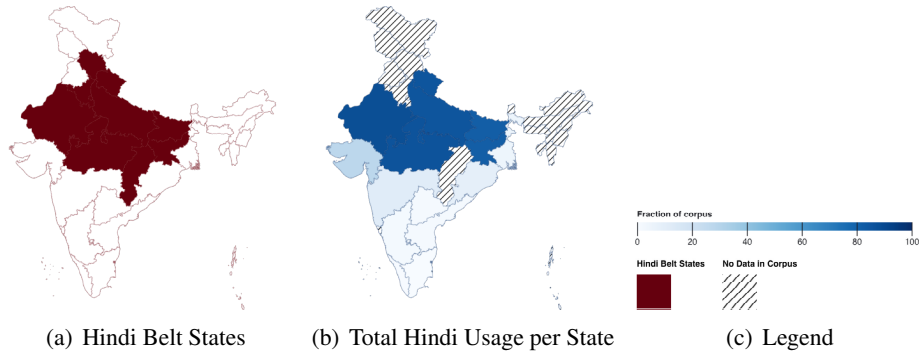 Fraction of corpus
0 20 40 60 80 100
Hindi Belt States No Data in Corpus
(a) Hindi Belt States (b) Total Hindi Usage per State (c) Legend